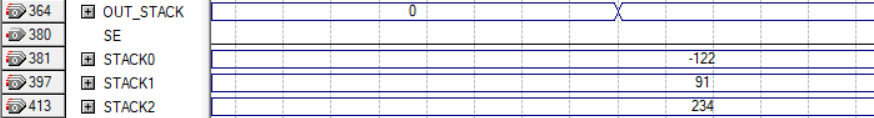 364 OUT_STACK 0
380 SE
381 STACK0 -122
397 STACK1 91
413 STACK2 234